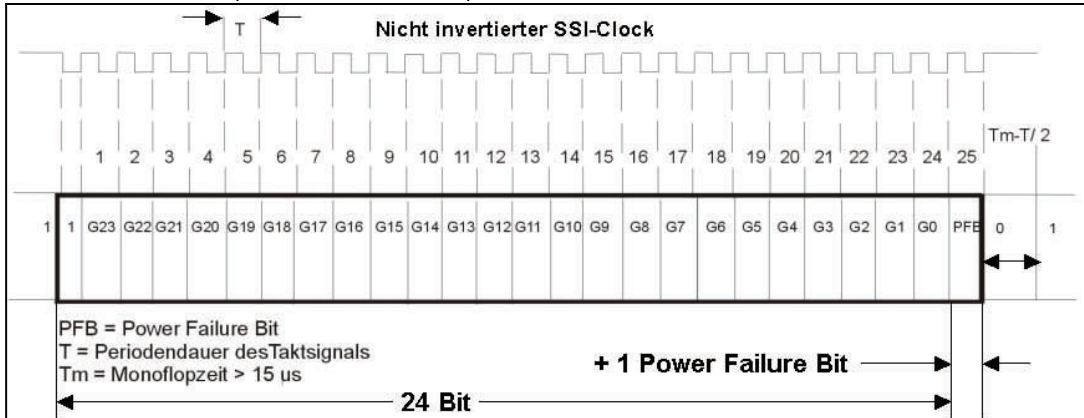 T
Nicht invertierter SSI-Clock
Tm-T/ 2
1 2 3 4 5 6 7 8 9 10 11 12 13 14 15 16 17 18 19 20 21 22 23 24 25
1 1 G23 G22 G21 G20 G19 G18 G17 G16 G15 G14 G13 G12 G11 G10 G9 G8 G7 G6 G5 G4 G3 G2 G1 G0 PFB 0 1
PFB = Power Failure Bit
T = Periodendauer desTaktsignals
Tm = Monoflopzeit > 15 us
+ 1 Power Failure Bit
24 Bit